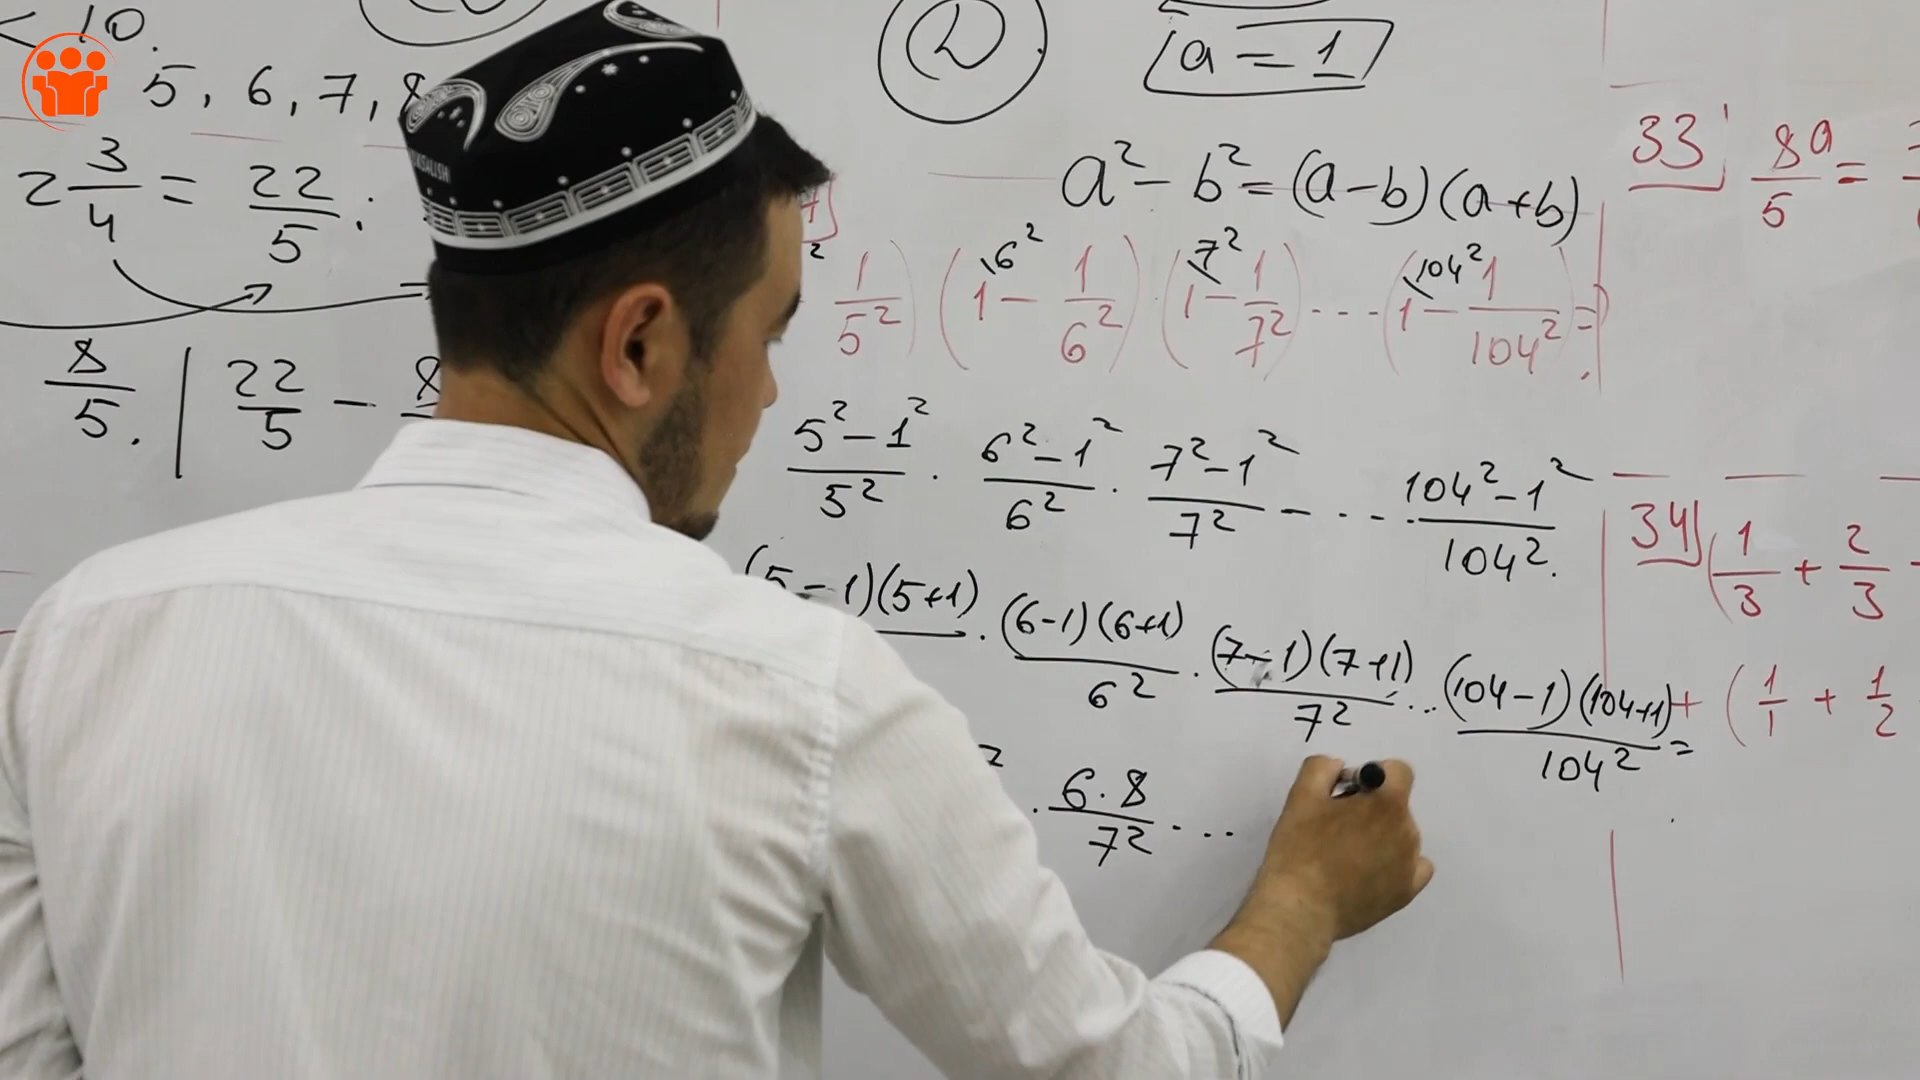 < 10.
5, 6, 7, 8
2 3/4 = 22/5 :
8/5 . | 22/5 - 8
2
a = 1
a² - b² = (a-b)(a+b)
1/5²) (1 - 1/6²) (1 - 1/7²) ... (1 - 1/104²) =
² 6² 7² 104²
5²-1²/5² · 6²-1²/6² · 7²-1²/7² - ... 104²-1²/104².
(5-1)(5+1) · (6-1)(6+1)/6² · (7-1)(7+1)/7² ... (104-1)(104+1)/104² =
· 6·8/7² ...
33) 8a/5 =
34) (1/3 + 2/3
+ (1/1 + 1/2